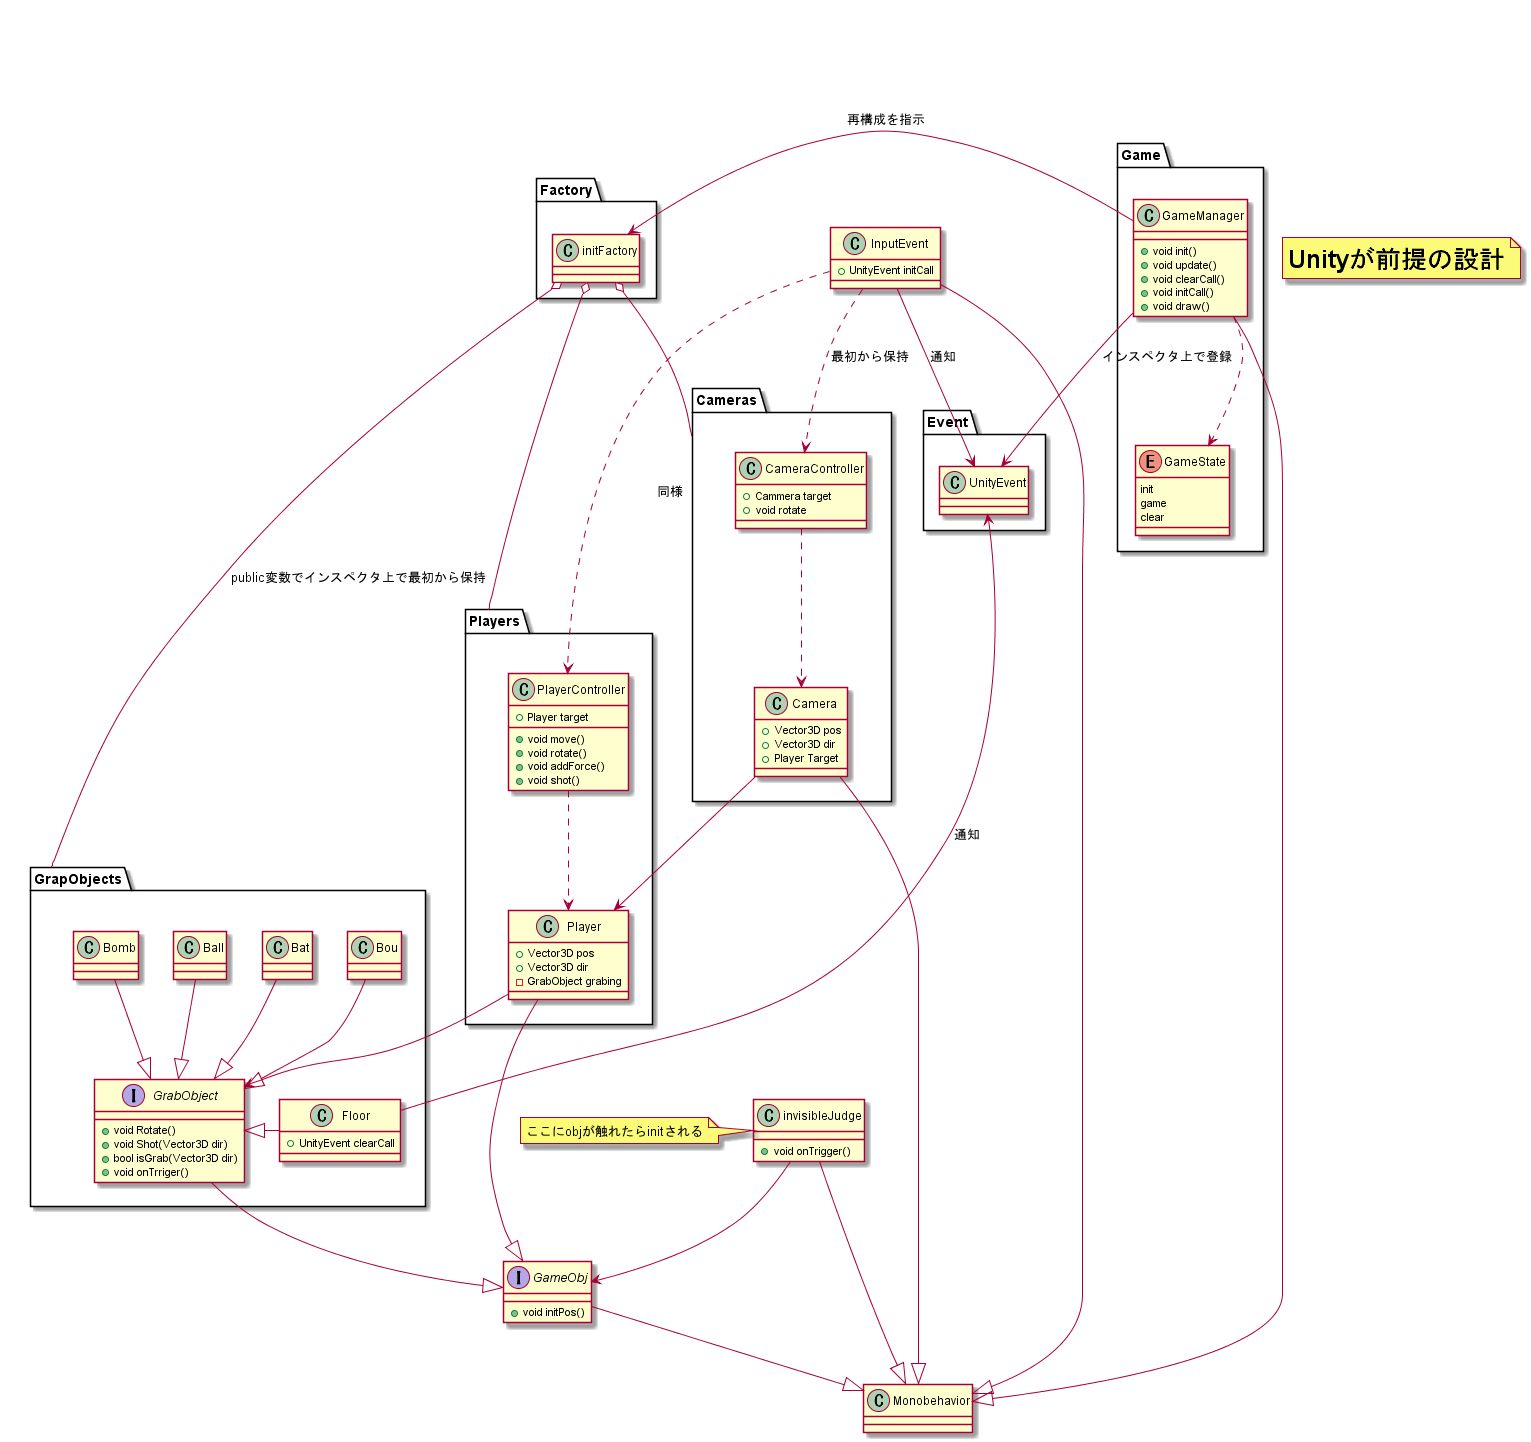 再構成を指示
Game
Factory
GameManager
void init()
void update()
void clearCall()
void initCall()
void draw()
Unityが前提の設計
initFactory
InputEvent
UnityEvent initCall
最初から保持
通知
インスペクタ上で登録
Cameras
Event
CameraController
Cammera target
void rotate
UnityEvent
GameState
init
game
clear
同様
public変数でインスペクタ上で最初から保持
Players
PlayerController
Player target
void move()
void rotate()
void addForce()
void shot()
Camera
Vector3D pos
Vector3D dir
Player Target
通知
GrapObjects
Bomb
Ball
Bat
Bou
Player
Vector3D pos
Vector3D dir
GrabObject grabing
GrabObject
void Rotate()
void Shot(Vector3D dir)
bool isGrab(Vector3D dir)
void onTrriger()
Floor
UnityEvent clearCall
ここにobjが触れたらinitされる
invisibleJudge
void onTrigger()
GameObj
void initPos()
Monobehavior